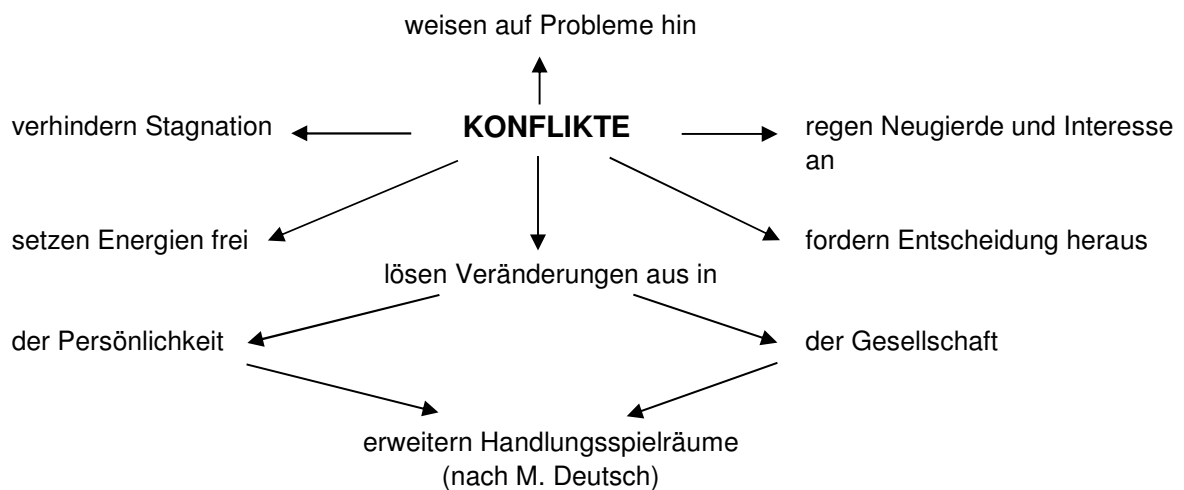 weisen auf Probleme hin
verhindern Stagnation
KONFLIKTE
regen Neugierde und Interesse
an
setzen Energien frei
fordern Entscheidung heraus
lösen Veränderungen aus in
der Persönlichkeit
der Gesellschaft
erweitern Handlungsspielräume
(nach M. Deutsch)